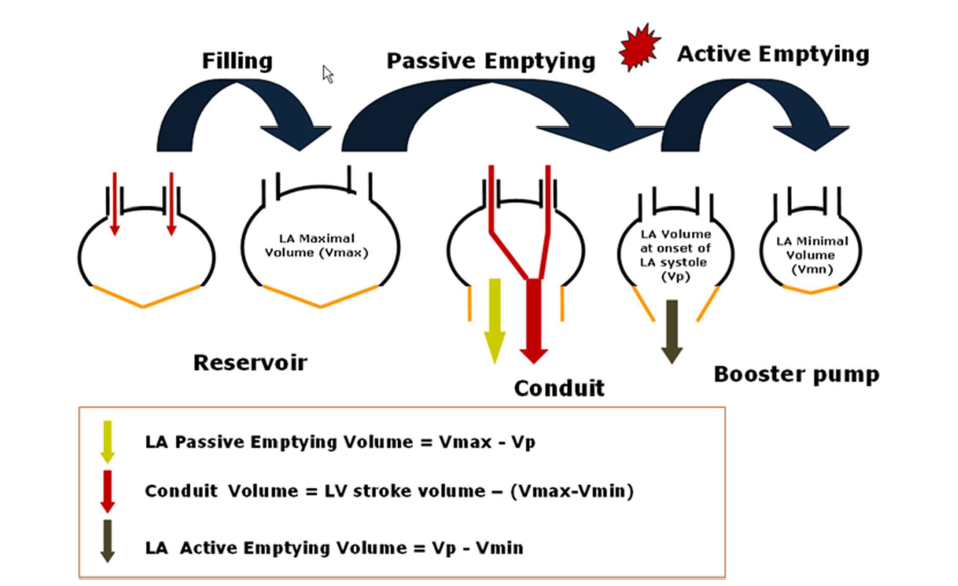 Filling
Passive Emptying
Active Emptying
LA Maximal
Volume (Vmax)
LA Volume
at onset of
LA systole
(Vp)
LA Minimal
Volume
(Vmn)
Reservoir
Conduit
Booster pump
LA Passive Emptying Volume = Vmax - Vp
Conduit Volume = LV stroke volume – (Vmax-Vmin)
LA Active Emptying Volume = Vp - Vmin